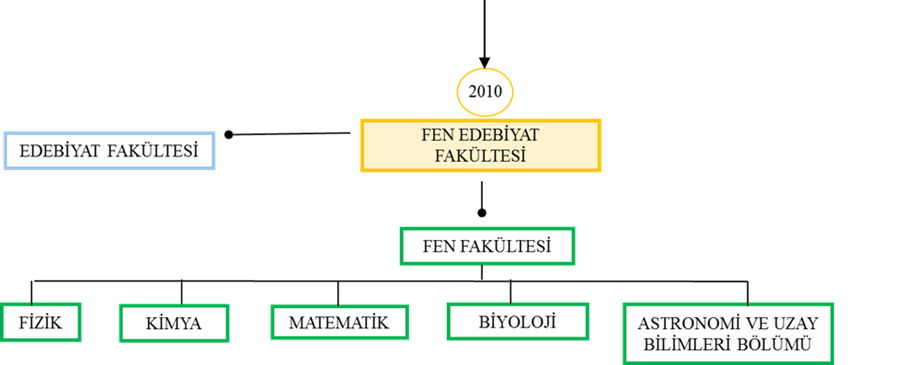 2010
FEN EDEBİYAT
FAKÜLTESİ
EDEBİYAT FAKÜLTESİ
FEN FAKÜLTESİ
FİZİK
KİMYA
MATEMATİK
BİYOLOJİ
ASTRONOMİ VE UZAY
BİLİMLERİ BÖLÜMÜ